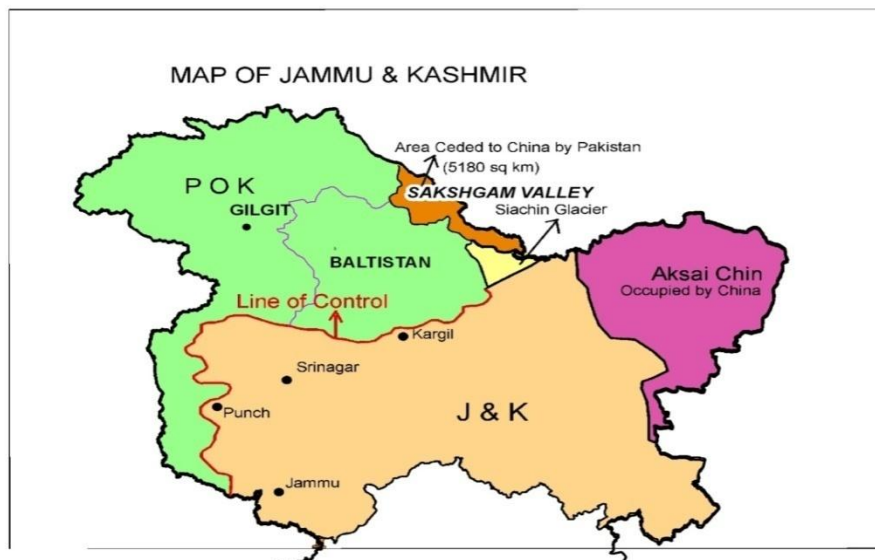 MAP OF JAMMU & KASHMIR
Area Ceded to China by Pakistan
(5180 sq km)
SAKSHGAM VALLEY
Siachin Glacier
P O K
GILGIT
BALTISTAN
Aksai Chin
Occupied by China
Line of Control
Kargil
Srinagar
Punch
J & K
Jammu